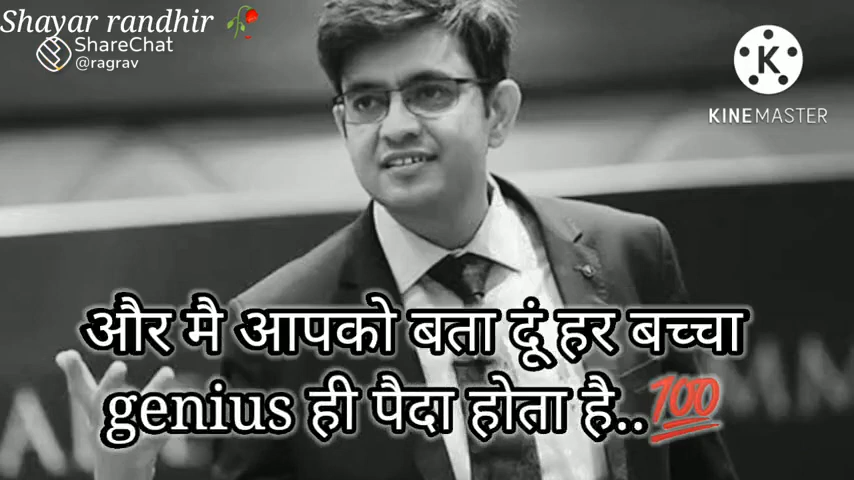 Shayar randhir 🥀
ShareChat
@ragrav
K
KINEMASTER
और मै आपको बता दूं हर बच्चा
genius ही पैदा होता है..💯